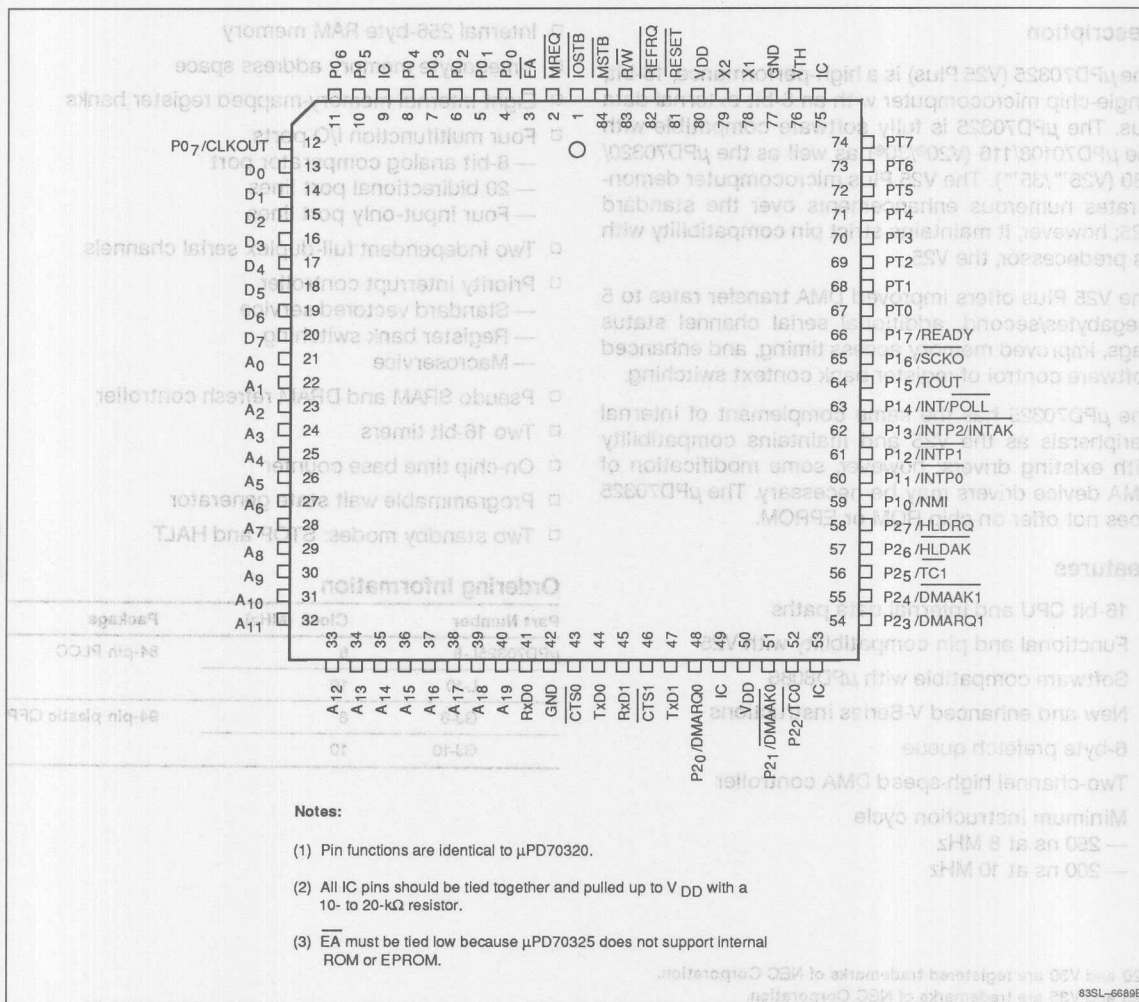 P06
P05
IC
P04
P03
P02
P01
P00
EA
MREQ
IOSTB
MSTB
R/W
REFRQ
RESET
VDD
X2
X1
GND
VTH
IC
11 10 9 8 7 6 5 4 3 2 1 84 83 82 81 80 79 78 77 76 75
P07/CLKOUT 12
D0 13
D1 14
D2 15
D3 16
D4 17
D5 18
D6 19
D7 20
A0 21
A1 22
A2 23
A3 24
A4 25
A5 26
A6 27
A7 28
A8 29
A9 30
A10 31
A11 32
74 PT7
73 PT6
72 PT5
71 PT4
70 PT3
69 PT2
68 PT1
67 PT0
66 P17/READY
65 P16/SCKO
64 P15/TOUT
63 P14/INT/POLL
62 P13/INTP2/INTAK
61 P12/INTP1
60 P11/INTP0
59 P10/NMI
58 P27/HLDRQ
57 P26/HLDAK
56 P25/TC1
55 P24/DMAAK1
54 P23/DMARQ1
33 34 35 36 37 38 39 40 41 42 43 44 45 46 47 48 49 50 51 52 53
A12
A13
A14
A15
A16
A17
A18
A19
RxD0
GND
CTS0
TxD0
RxD1
CTS1
TxD1
P20/DMARQ0
IC
VDD
P21/DMAAK0
P22/TC0
IC
Notes:
(1) Pin functions are identical to μPD70320.
(2) All IC pins should be tied together and pulled up to VDD with a
10- to 20-kΩ resistor.
(3) EA must be tied low because μPD70325 does not support internal
ROM or EPROM.
83SL-6689B